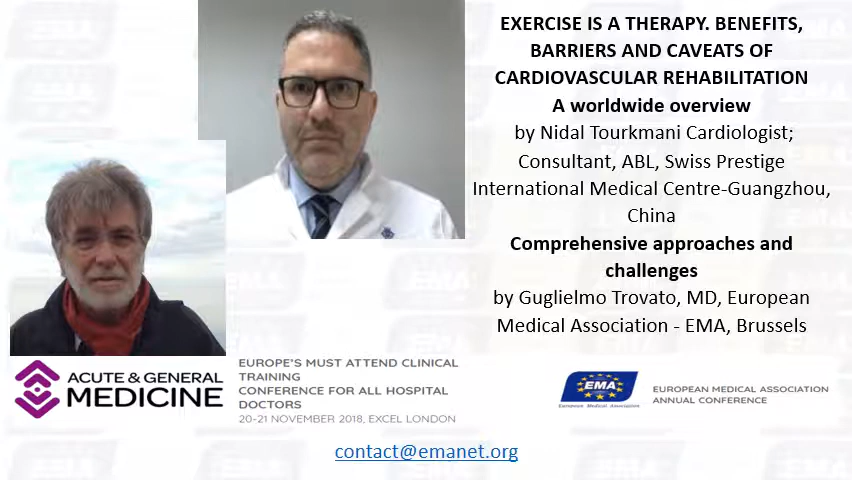 EXERCISE IS A THERAPY. BENEFITS,
BARRIERS AND CAVEATS OF
CARDIOVASCULAR REHABILITATION
A worldwide overview
by Nidal Tourkmani Cardiologist;
Consultant, ABL, Swiss Prestige
International Medical Centre-Guangzhou,
China
Comprehensive approaches and
challenges
by Guglielmo Trovato, MD, European
Medical Association - EMA, Brussels
ACUTE & GENERAL
MEDICINE
EUROPE'S MUST ATTEND CLINICAL
TRAINING
CONFERENCE FOR ALL HOSPITAL
DOCTORS
20-21 NOVEMBER 2018, EXCEL LONDON
EMA
European Medical Association
EUROPEAN MEDICAL ASSOCIATION
ANNUAL CONFERENCE
contact@emanet.org